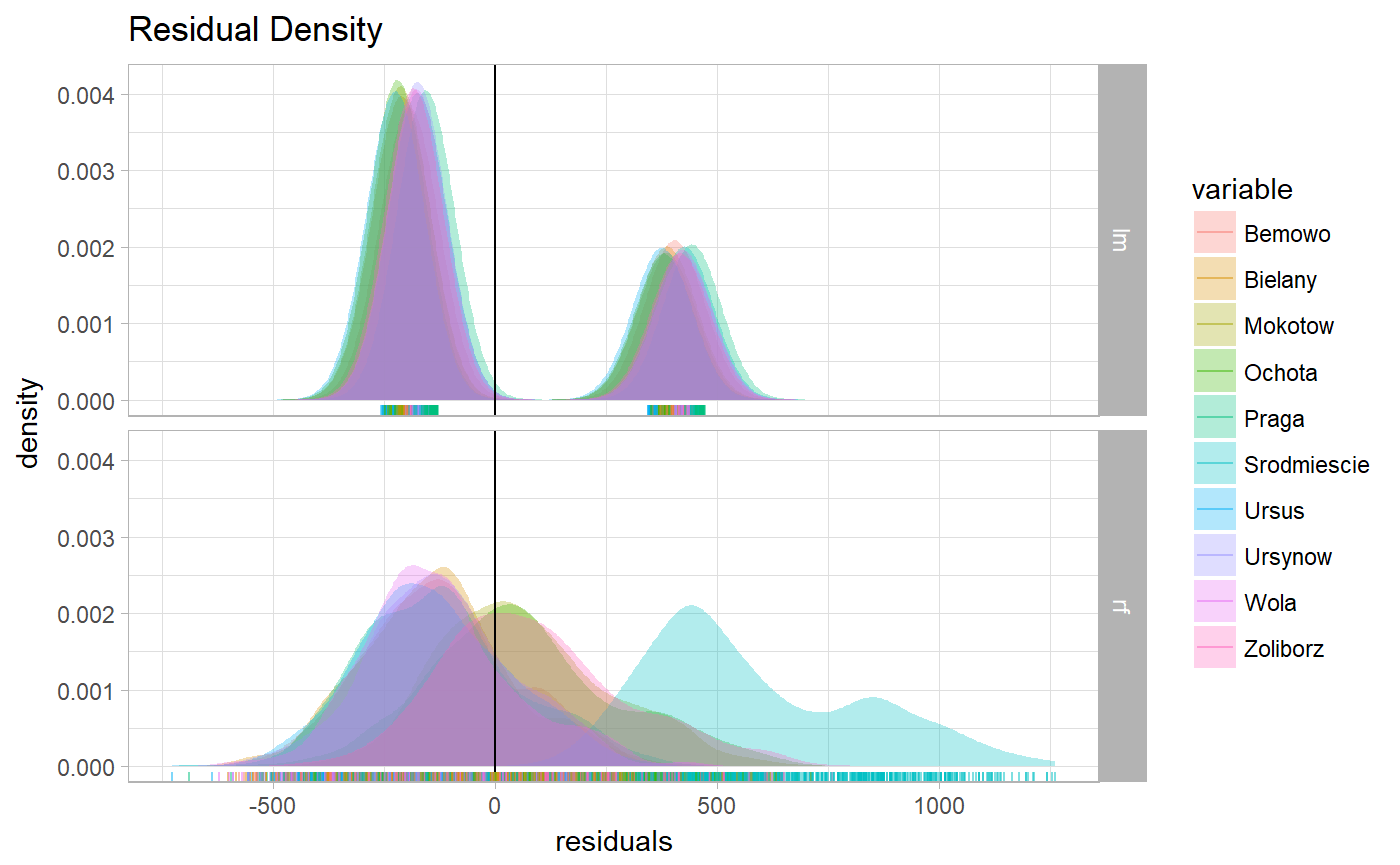 Residual Density
density
0.004
0.003
0.002
0.001
0.000
lm
0.004
0.003
0.002
0.001
0.000
rf
-500
0
500
1000
residuals
variable
Bemowo
Bielany
Mokotow
Ochota
Praga
Srodmiescie
Ursus
Ursynow
Wola
Zoliborz